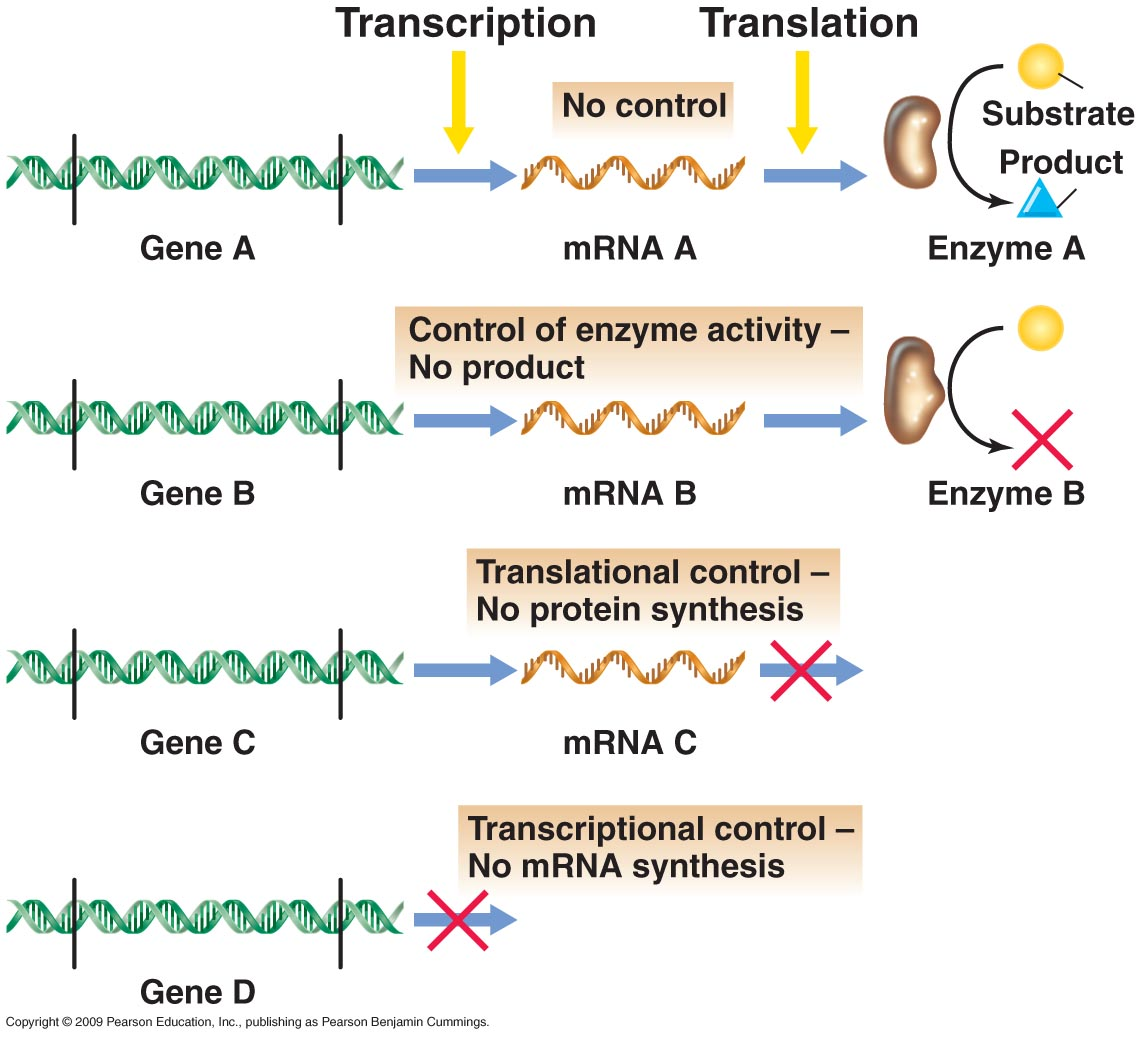 Transcription
Translation
No control
Substrate
Product
Gene A
mRNA A
Enzyme A
Control of enzyme activity –
No product
Gene B
mRNA B
Enzyme B
Translational control –
No protein synthesis
Gene C
mRNA C
Transcriptional control –
No mRNA synthesis
Gene D
Copyright © 2009 Pearson Education, Inc., publishing as Pearson Benjamin Cummings.